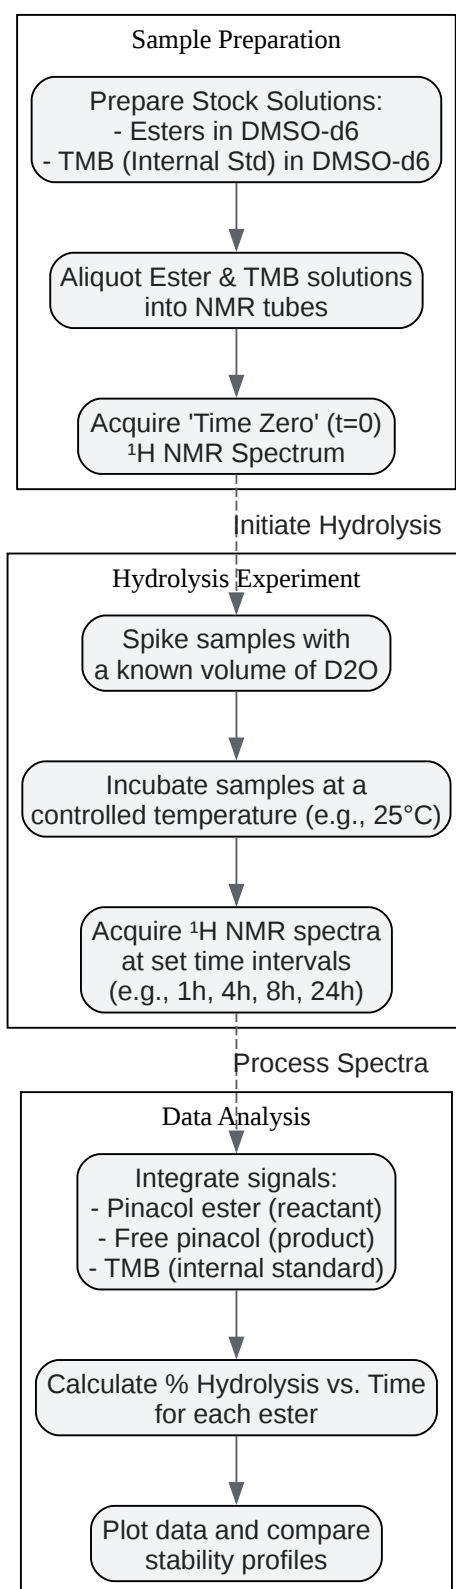 Sample Preparation
Prepare Stock Solutions:
- Esters in DMSO-d6
- TMB (Internal Std) in DMSO-d6
Aliquot Ester & TMB solutions
into NMR tubes
Acquire 'Time Zero' (t=0)
¹H NMR Spectrum
Initiate Hydrolysis
Hydrolysis Experiment
Spike samples with
a known volume of D2O
Incubate samples at a
controlled temperature (e.g., 25°C)
Acquire ¹H NMR spectra
at set time intervals
(e.g., 1h, 4h, 8h, 24h)
Process Spectra
Data Analysis
Integrate signals:
- Pinacol ester (reactant)
- Free pinacol (product)
- TMB (internal standard)
Calculate % Hydrolysis vs. Time
for each ester
Plot data and compare
stability profiles